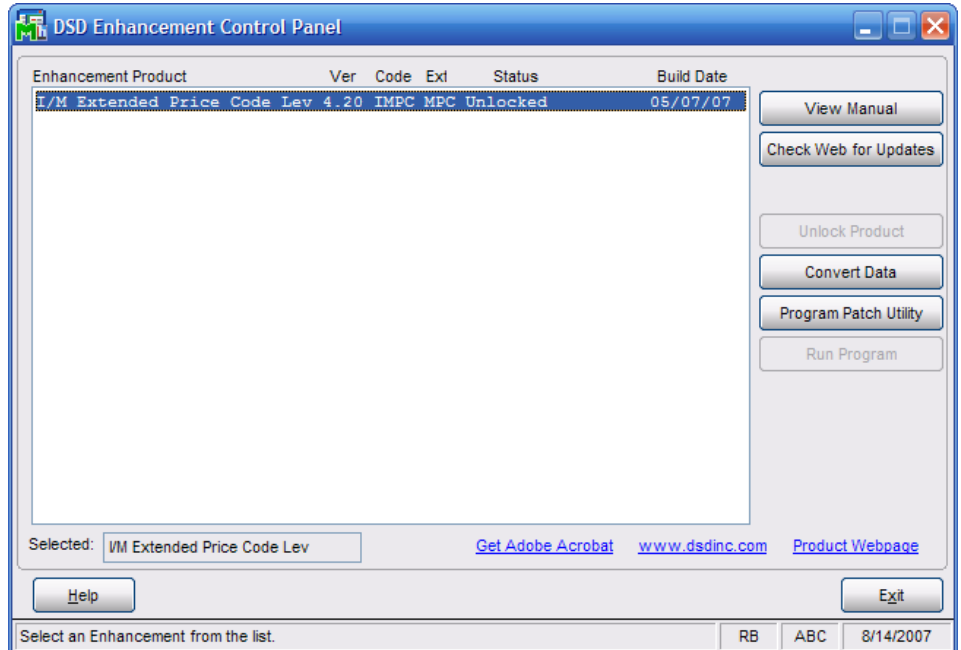 DSD Enhancement Control Panel
Enhancement Product Ver Code Ext Status Build Date
I/M Extended Price Code Lev 4.20 IMPC MPC Unlocked 05/07/07
View Manual
Check Web for Updates
Unlock Product
Convert Data
Program Patch Utility
Run Program
Selected: I/M Extended Price Code Lev Get Adobe Acrobat www.dsdinc.com Product Webpage
Help Exit
Select an Enhancement from the list. RB ABC 8/14/2007